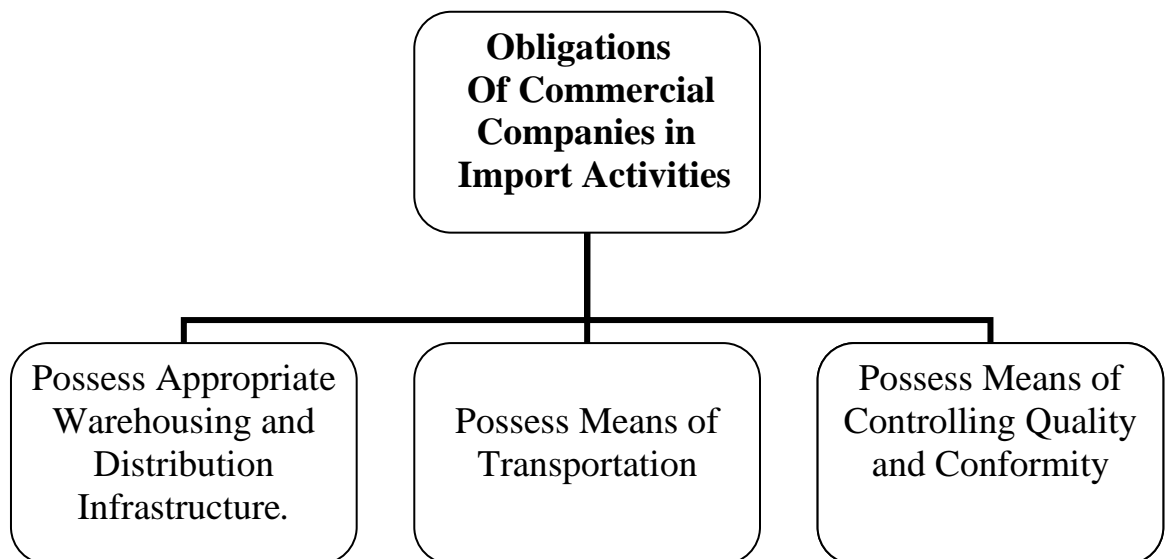 Obligations
Of Commercial
Companies in
Import Activities
Possess Appropriate
Warehousing and
Distribution
Infrastructure.
Possess Means of
Transportation
Possess Means of
Controlling Quality
and Conformity